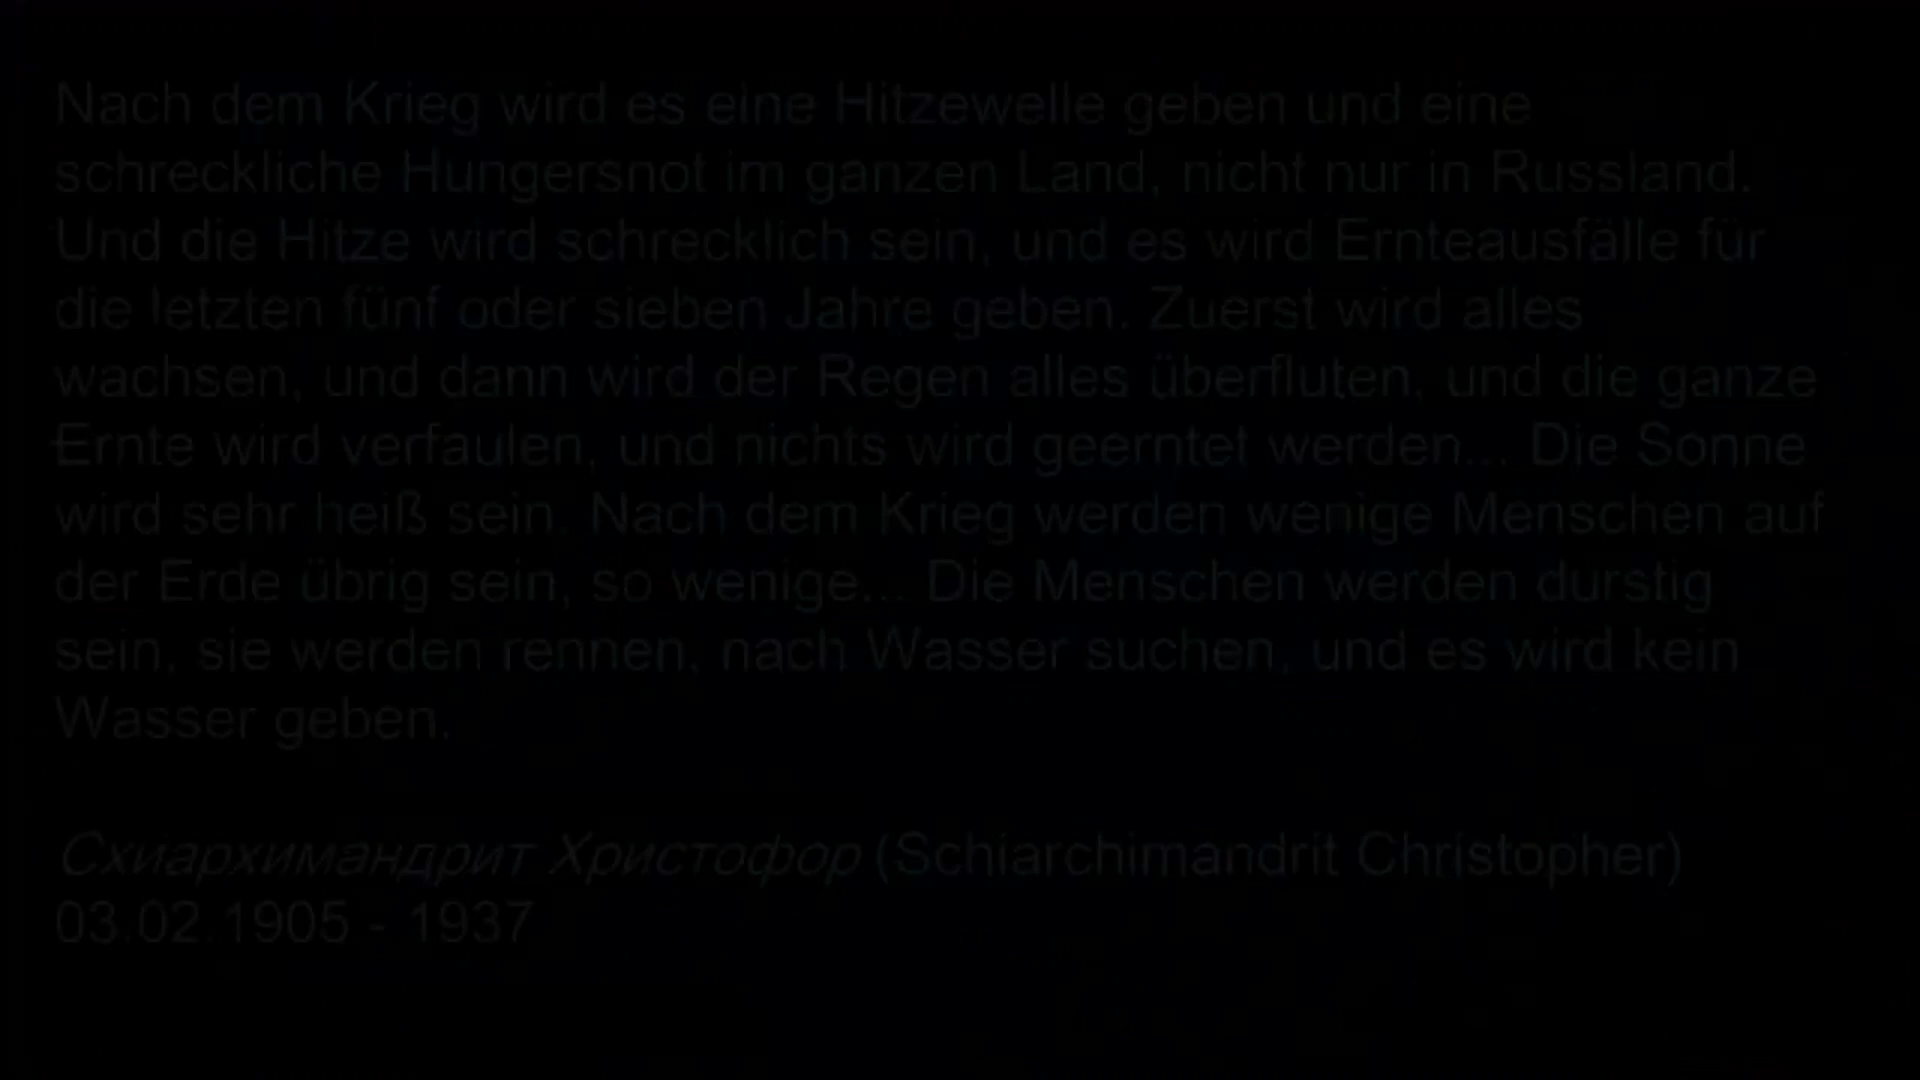 Nach dem Krieg wird es eine Hitzewelle geben und eine
schreckliche Hungersnot im ganzen Land, nicht nur in Russland.
Und die Hitze wird schrecklich sein, und es wird Ernteausfälle für
die letzten fünf oder sieben Jahre geben. Zuerst wird alles
wachsen, und dann wird der Regen alles überfluten, und die ganze
Ernte wird verfaulen, und nichts wird geerntet werden... Die Sonne
wird sehr heiß sein. Nach dem Krieg werden wenige Menschen auf
der Erde übrig sein, so wenige... Die Menschen werden durstig
sein, sie werden rennen, nach Wasser suchen, und es wird kein
Wasser geben.
Схиархимандрит Христофор (Schiarchimandrit Christopher)
03.02.1905 - 1937